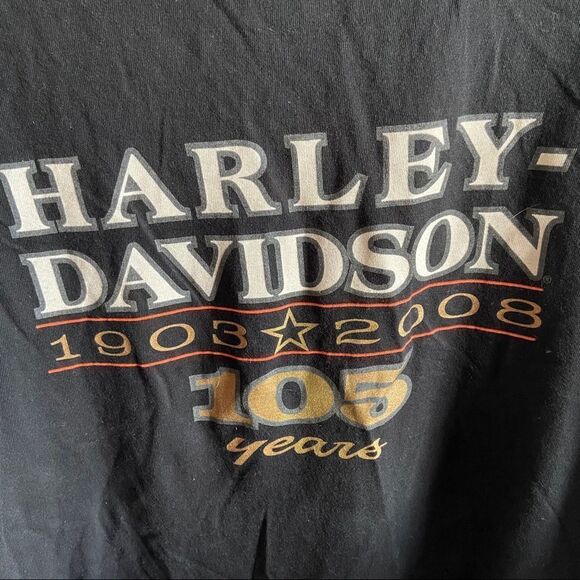 HARLEY-
DAVIDSON®
1903 ☆ 2008
105
years